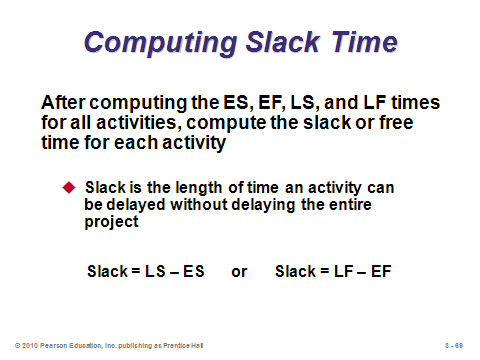 Computing Slack Time
After computing the ES, EF, LS, and LF times
for all activities, compute the slack or free
time for each activity
Slack is the length of time an activity can
be delayed without delaying the entire
project
Slack = LS – ES or Slack = LF – EF
© 2010 Pearson Education, Inc. publishing as Prentice Hall 3 - 69